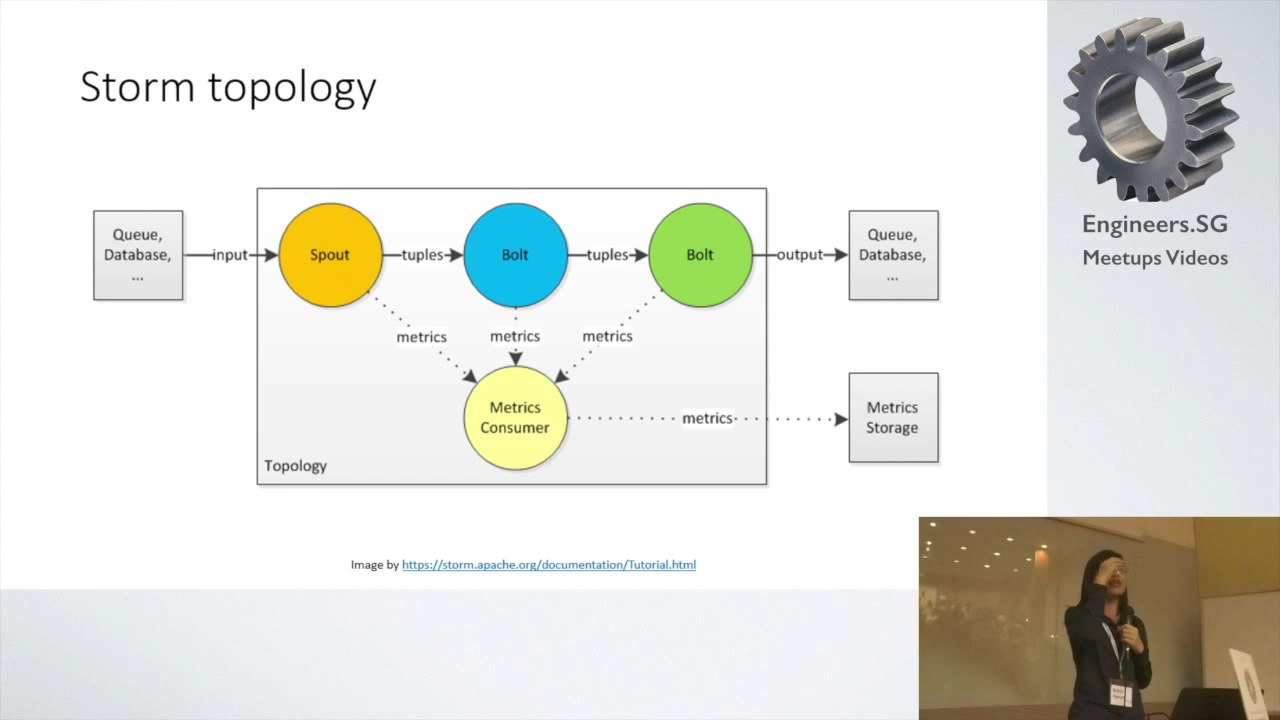 Storm topology
Queue,
Database,
...
input
Spout
tuples
Bolt
tuples
Bolt
output
Queue,
Database,
...
metrics
metrics
metrics
Metrics
Consumer
metrics
Metrics
Storage
Topology
Image by https://storm.apache.org/documentation/Tutorial.html
Engineers.SG
Meetups Videos